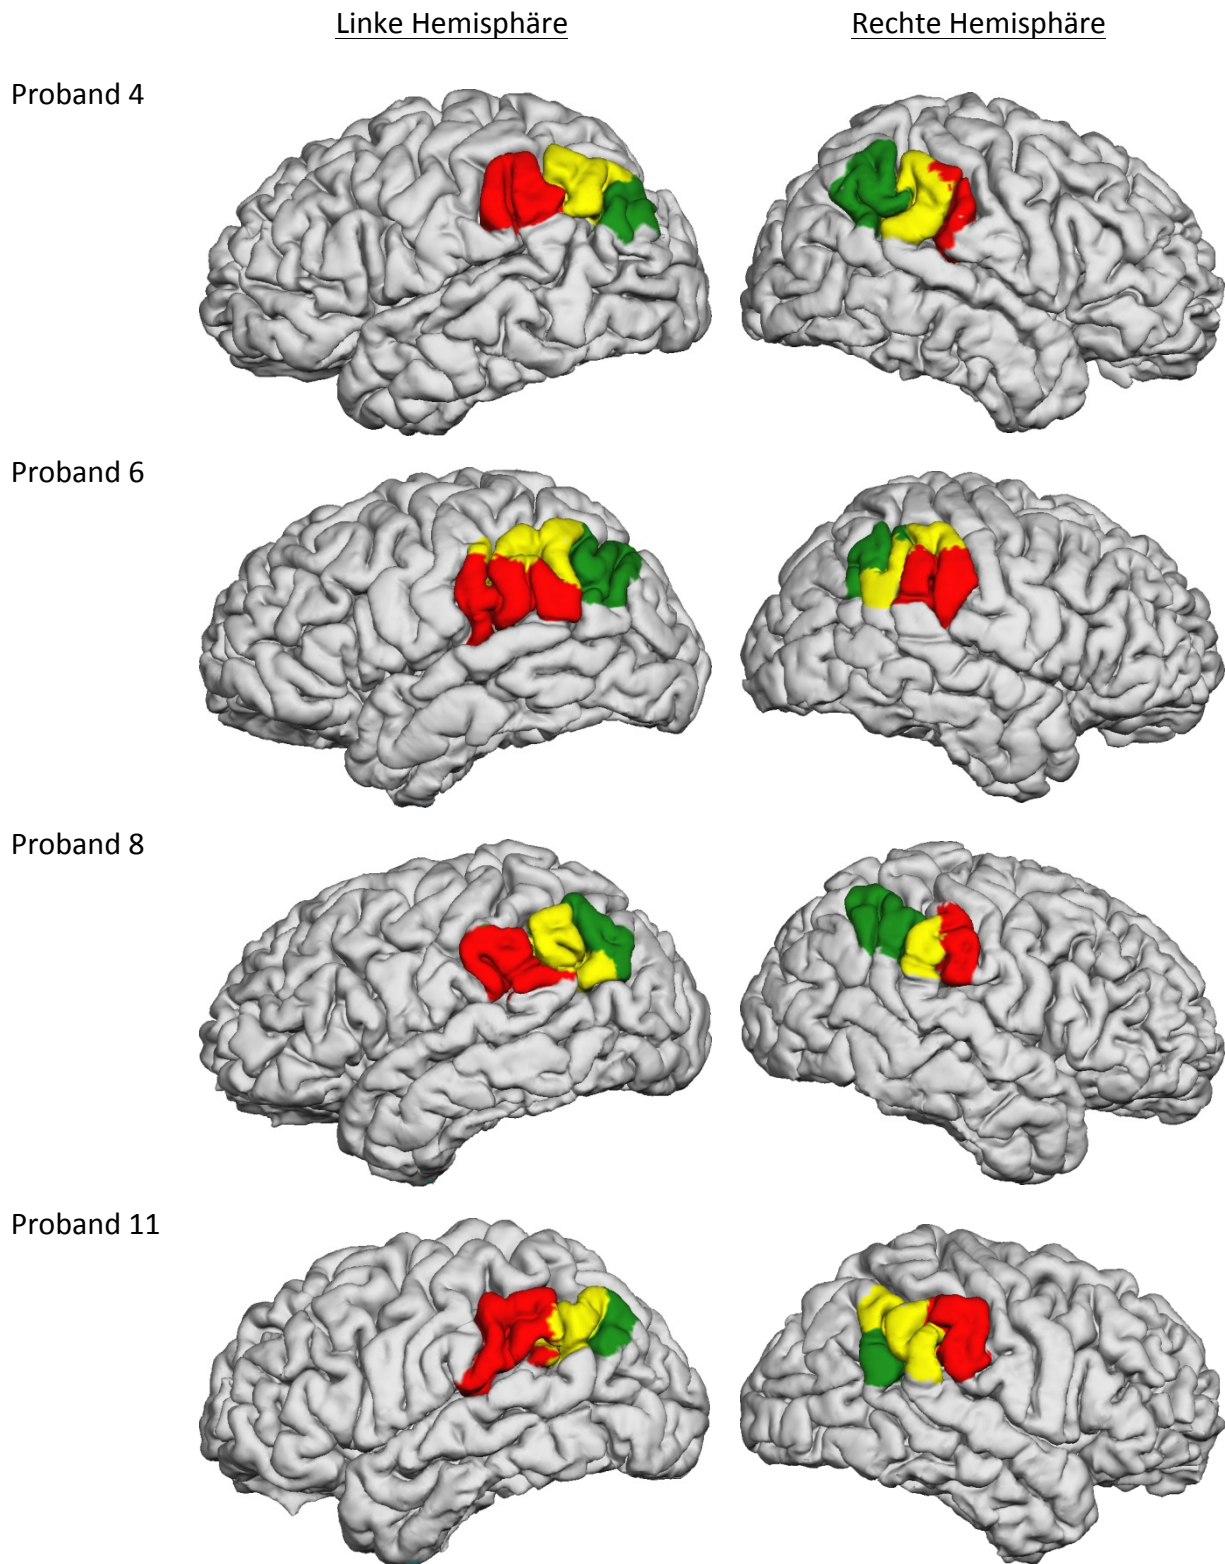 Linke Hemisphäre
Rechte Hemisphäre
Proband 4
Proband 6
Proband 8
Proband 11